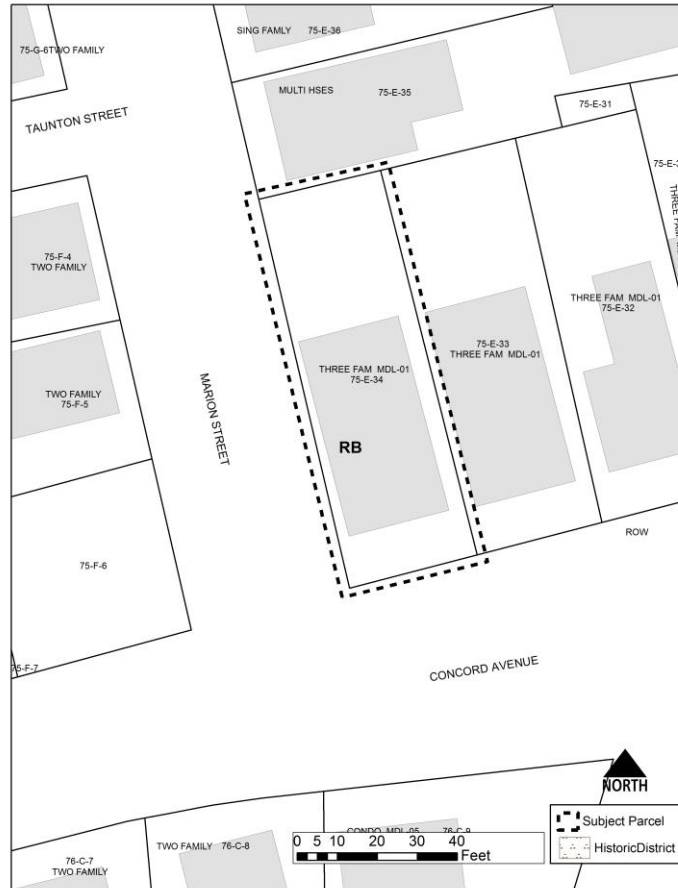 SING FAMILY 75-E-36
75-G-6TWO FAMILY
MULTI HSES 75-E-35
75-E-31
TAUNTON STREET
75-F-4
TWO FAMILY
THREE FAM MDL-01
75-E-32
75-E-33
THREE FAM MDL-01
THREE FAM MDL-01
75-E-34
TWO FAMILY
75-F-5
MARION STREET
RB
ROW
75-F-6
CONCORD AVENUE
NORTH
Subject Parcel
HistoricDistrict
TWO FAMILY 76-C-8
76-C-7
TWO FAMILY
0 5 10 20 30 40
Feet